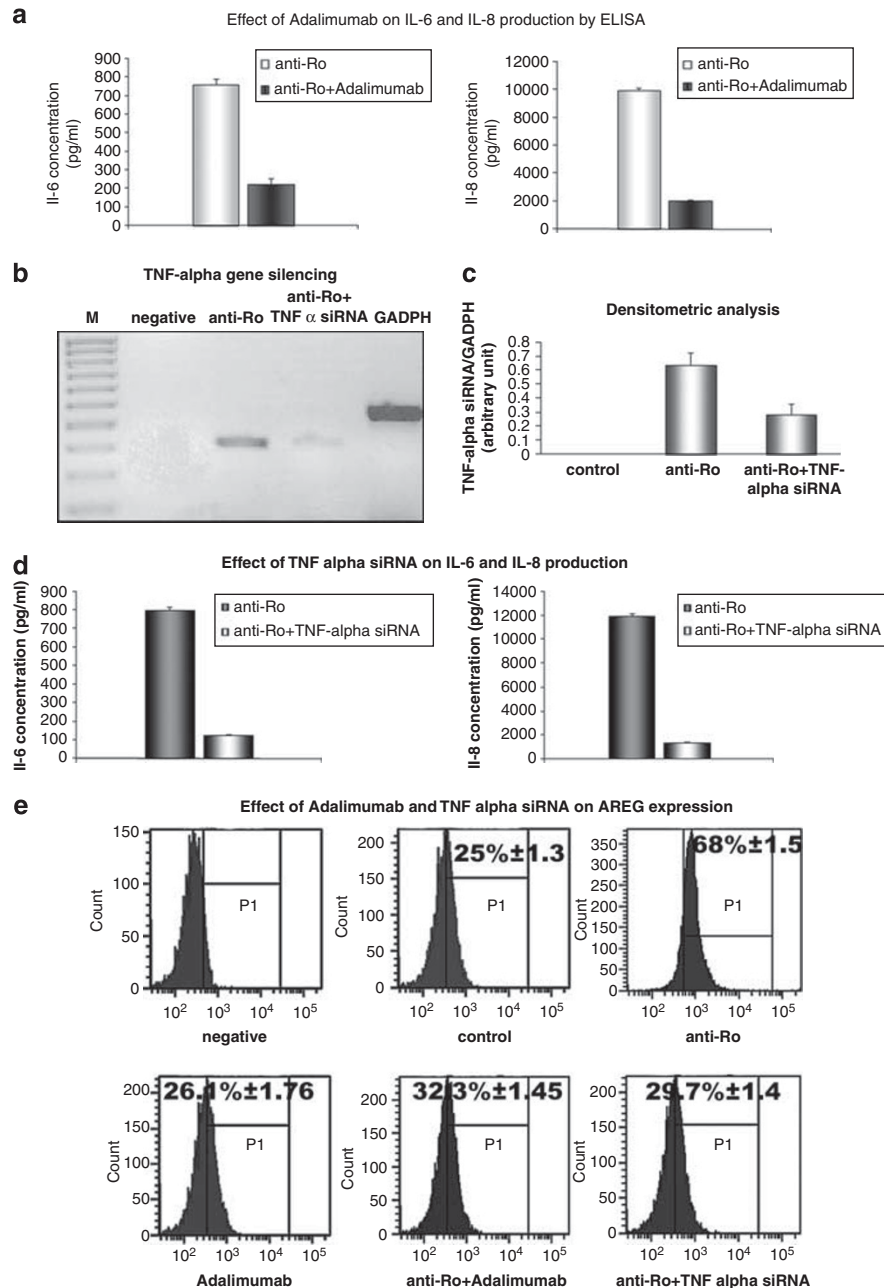 a
Effect of Adalimumab on IL-6 and IL-8 production by ELISA
Il-6 concentration
(pg/ml)
900
800
700
600
500
400
300
200
100
0
anti-Ro
anti-Ro+Adalimumab
Il-8 concentration
(pg/ml)
12000
10000
8000
6000
4000
2000
0
anti-Ro
anti-Ro+Adalimumab
b
TNF-alpha gene silencing
M negative anti-Ro anti-Ro+
TNF α siRNA GADPH
c
Densitometric analysis
TNF-alpha siRNA/GADPH
(arbitrary unit)
0.8
0.7
0.6
0.5
0.4
0.3
0.2
0.1
0
control anti-Ro anti-Ro+TNF-
alpha siRNA
d
Effect of TNF alpha siRNA on IL-6 and IL-8 production
Il-6 concentration (pg/ml)
900
800
700
600
500
400
300
200
100
0
anti-Ro
anti-Ro+TNF-alpha siRNA
Il-8 concentration (pg/ml)
14000
12000
10000
8000
6000
4000
2000
0
anti-Ro
anti-Ro+TNF-alpha siRNA
e
Effect of Adalimumab and TNF alpha siRNA on AREG expression
Count
150
100
50
0
P1
10² 10³ 10⁴ 10⁵
negative
Count
200
150
100
50
0
25%±1.3
P1
10² 10³ 10⁴ 10⁵
control
Count
350
300
250
200
150
100
50
0
68%±1.5
P1
10² 10³ 10⁴ 10⁵
anti-Ro
Count
200
150
100
50
0
26.1%±1.76
P1
10² 10³ 10⁴ 10⁵
Adalimumab
Count
200
150
100
50
0
32.3%±1.45
P1
10² 10³ 10⁴ 10⁵
anti-Ro+Adalimumab
Count
200
150
100
50
0
29.7%±1.4
P1
10² 10³ 10⁴ 10⁵
anti-Ro+TNF alpha siRNA